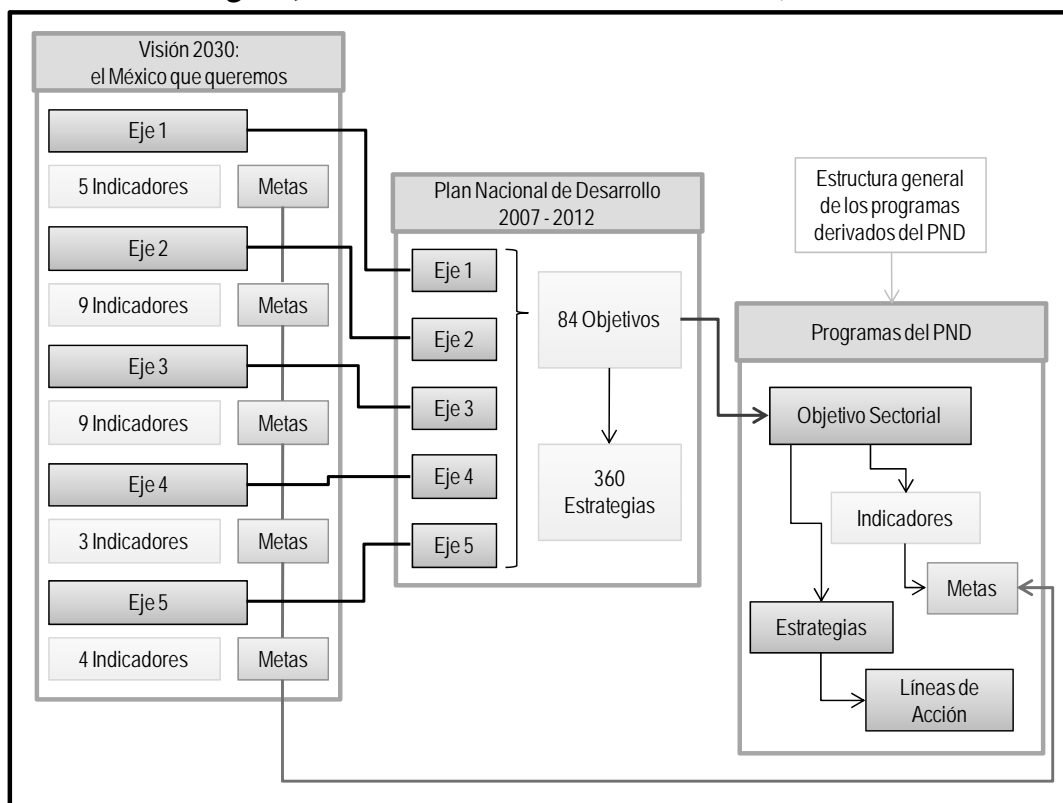 Visión 2030:
el México que queremos
Eje 1
5 Indicadores
Metas
Eje 2
9 Indicadores
Metas
Eje 3
9 Indicadores
Metas
Eje 4
3 Indicadores
Metas
Eje 5
4 Indicadores
Metas
Plan Nacional de Desarrollo
2007 - 2012
Eje 1
Eje 2
Eje 3
Eje 4
Eje 5
84 Objetivos
360
Estrategias
Estructura general
de los programas
derivados del PND
Programas del PND
Objetivo Sectorial
Indicadores
Metas
Estrategias
Líneas de
Acción